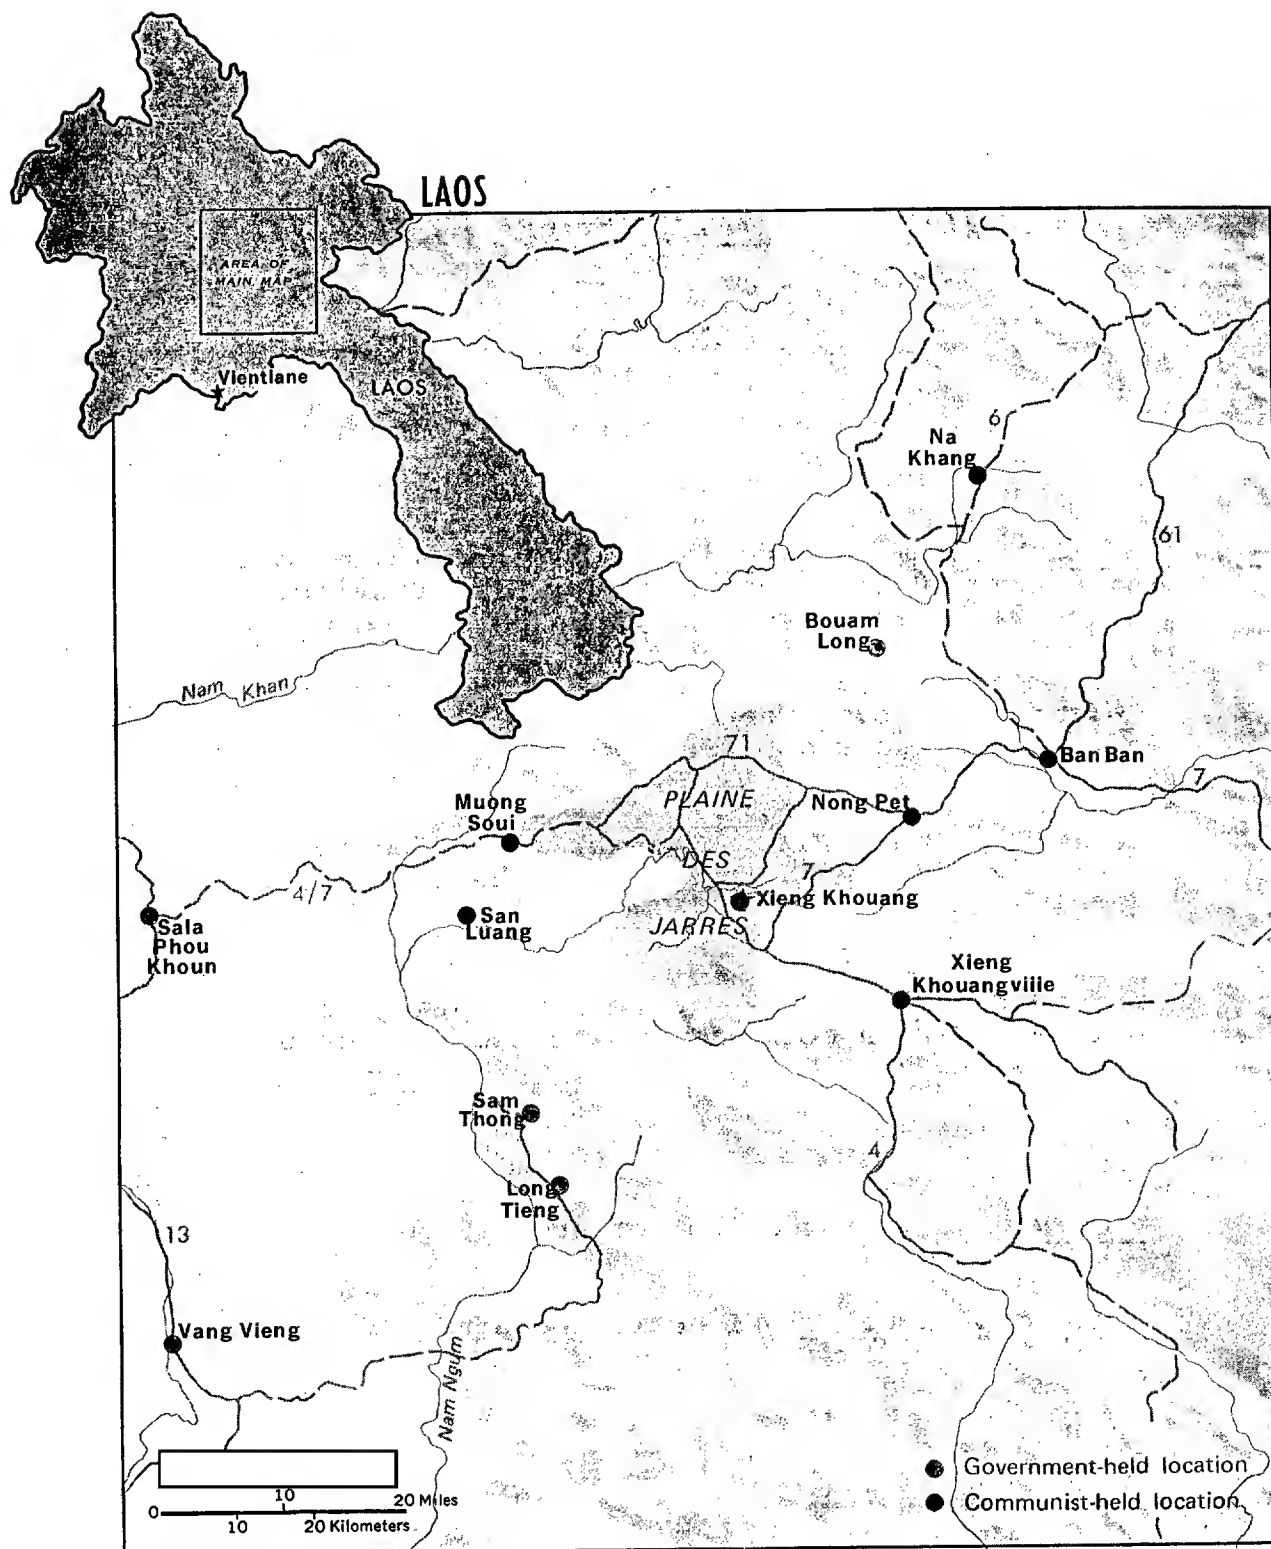 LAOS
AREA OF
MAIN MAP
Vientiane
LAOS
6
Na
Khang
61
Bouam
Long
Nam Khan
71
Ban Ban
7
PLAINE
Nong Pet
Muong
Soui
DES
7
4/7
Xieng Khouang
San
Luang
JARRES
Sala
Phou
Khoun
Xieng
Khouangville
Sam
Thong
4
Long
Tieng
13
Vang Vieng
Nam Ngum
Government-held location
Communist-held location
10 20 Miles
0
10 20 Kilometers